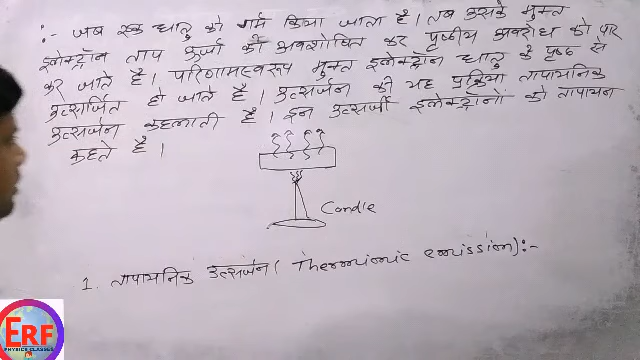 :- जब एक धातु को गर्म किया जाता है। तब उसके मुक्त
इलेक्ट्रॉन ताप ऊर्जा को अवशोषित कर पृष्ठीय अवरोध को पार
कर जाते है। परिणामस्वरूप मुक्त इलेक्ट्रॉन धातु के पृष्ठ से
उत्सर्जित हो जाते है। उत्सर्जन की यह प्रक्रिया तापायनिक
उत्सर्जन कहलाती है। इन उत्सर्जी इलेक्ट्रोनों को तापायन
कहते है।
Candle
1. तापायनिक उत्सर्जन ( Thermionic emission):-
ERF
PHYSICS CLASSES